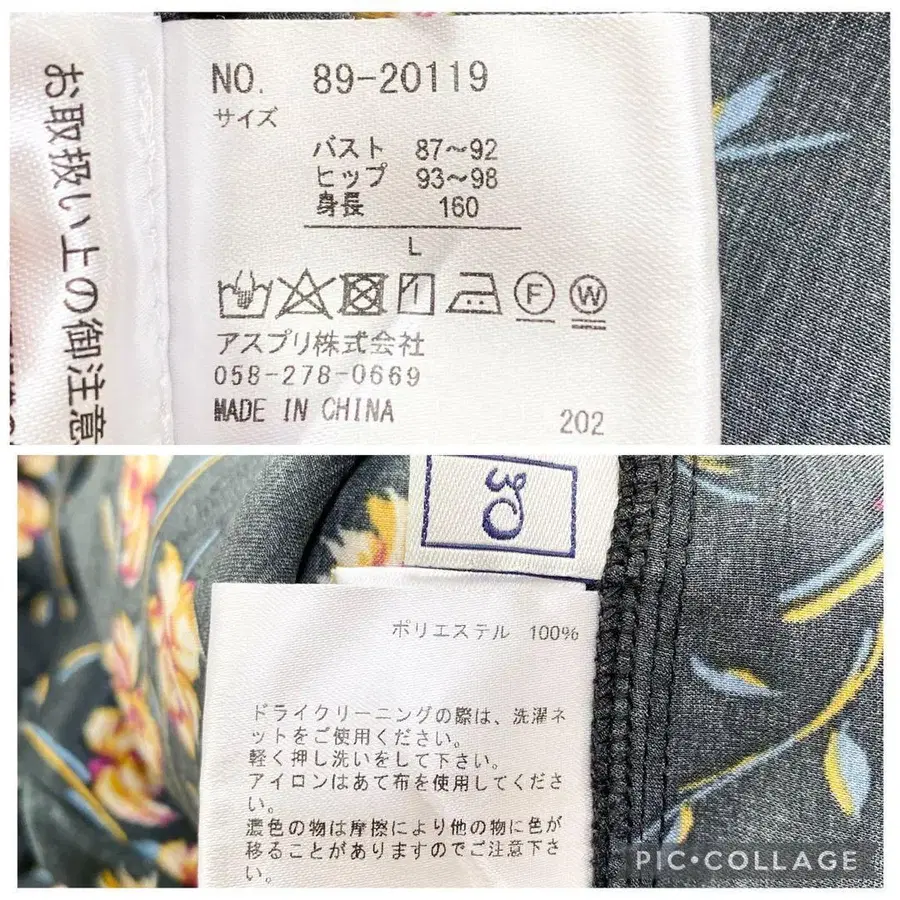 お取扱い上の御注意
NO. 89-20119
サイズ
バスト 87～92
ヒップ 93～98
身長 160
L
F W
アスプリ株式会社
058-278-0669
MADE IN CHINA
202
ポリエステル 100%
ドライクリーニングの際は、洗濯ネ
ットをご使用ください。
軽く押し洗いをして下さい。
アイロンはあて布を使用してくださ
い。
濃色の物は摩擦により他の物に色が
移ることがありますのでご注意下さ
い。
PIC•COLLAGE